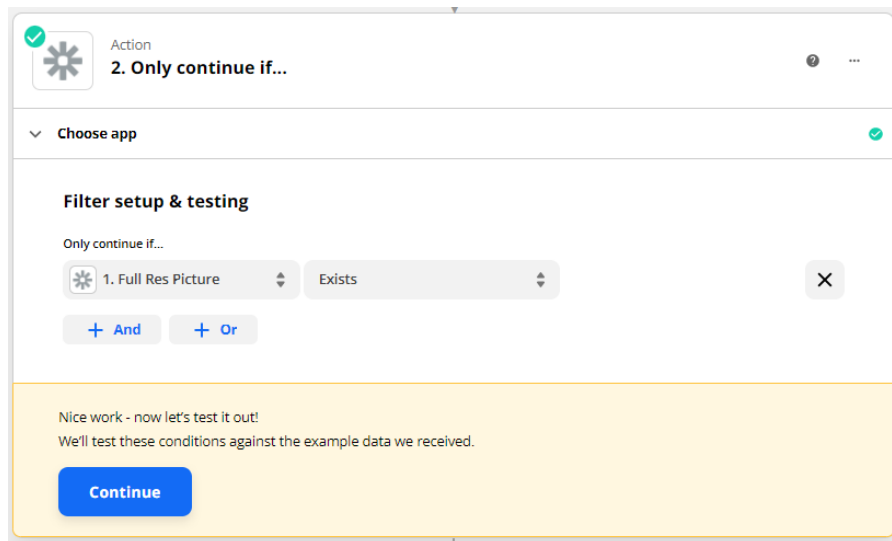 Action
2. Only continue if...
Choose app
Filter setup & testing
Only continue if...
1. Full Res Picture
Exists
+ And
+ Or
Nice work - now let's test it out!
We'll test these conditions against the example data we received.
Continue